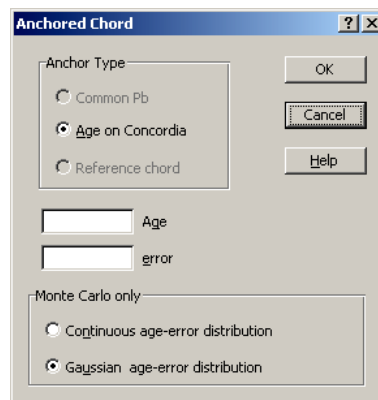 Anchored Chord
Anchor Type
Common Pb
Age on Concordia
Reference chord
OK
Cancel
Help
Age
error
Monte Carlo only
Continuous age-error distribution
Gaussian age-error distribution